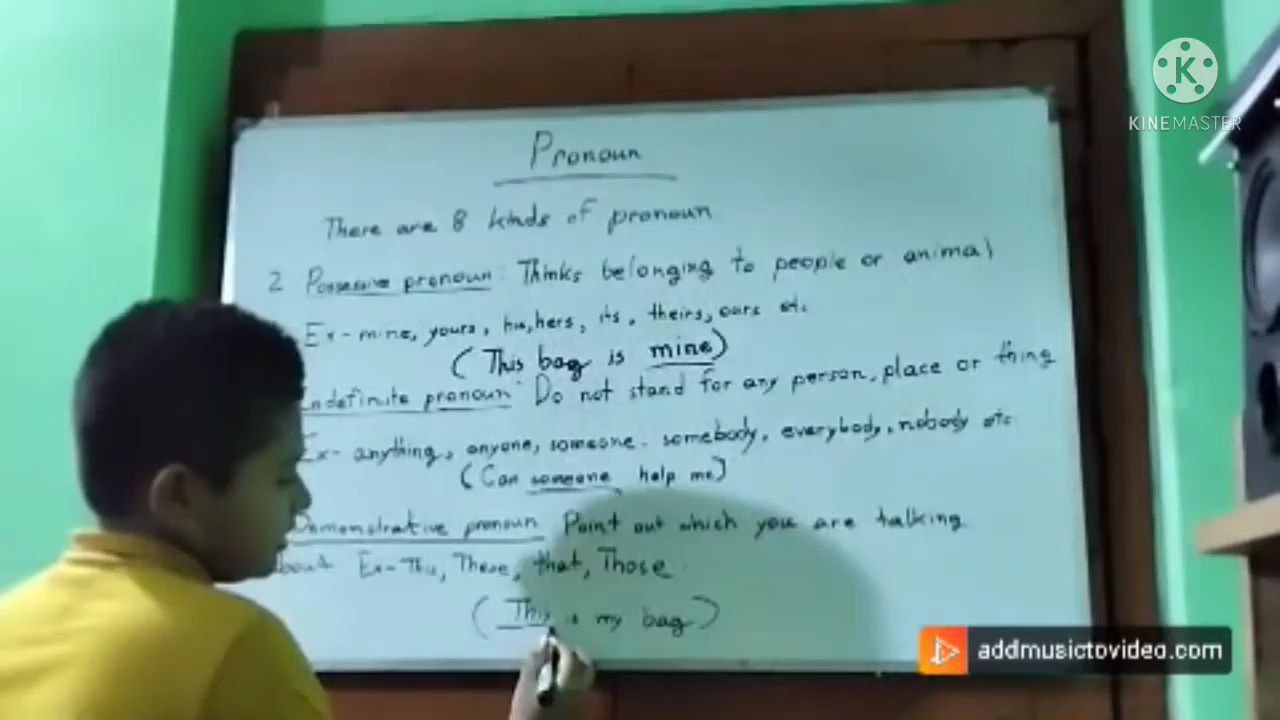 KINEMASTER
Pronoun
There are 8 kinds of pronoun
2 Possessive pronoun: Thinks belonging to people or animal
Ex- mine, yours, his, hers, its, theirs, ours etc
(This bag is mine)
Indefinite pronoun: Do not stand for any person, place or thing
Ex- anything, anyone, someone. somebody, everybody, nobody etc
(Can someone help me)
Demonstrative pronoun Point out which you are talking
about Ex-This, These, that, Those.
(This is my bag)
addmusictovideo.com